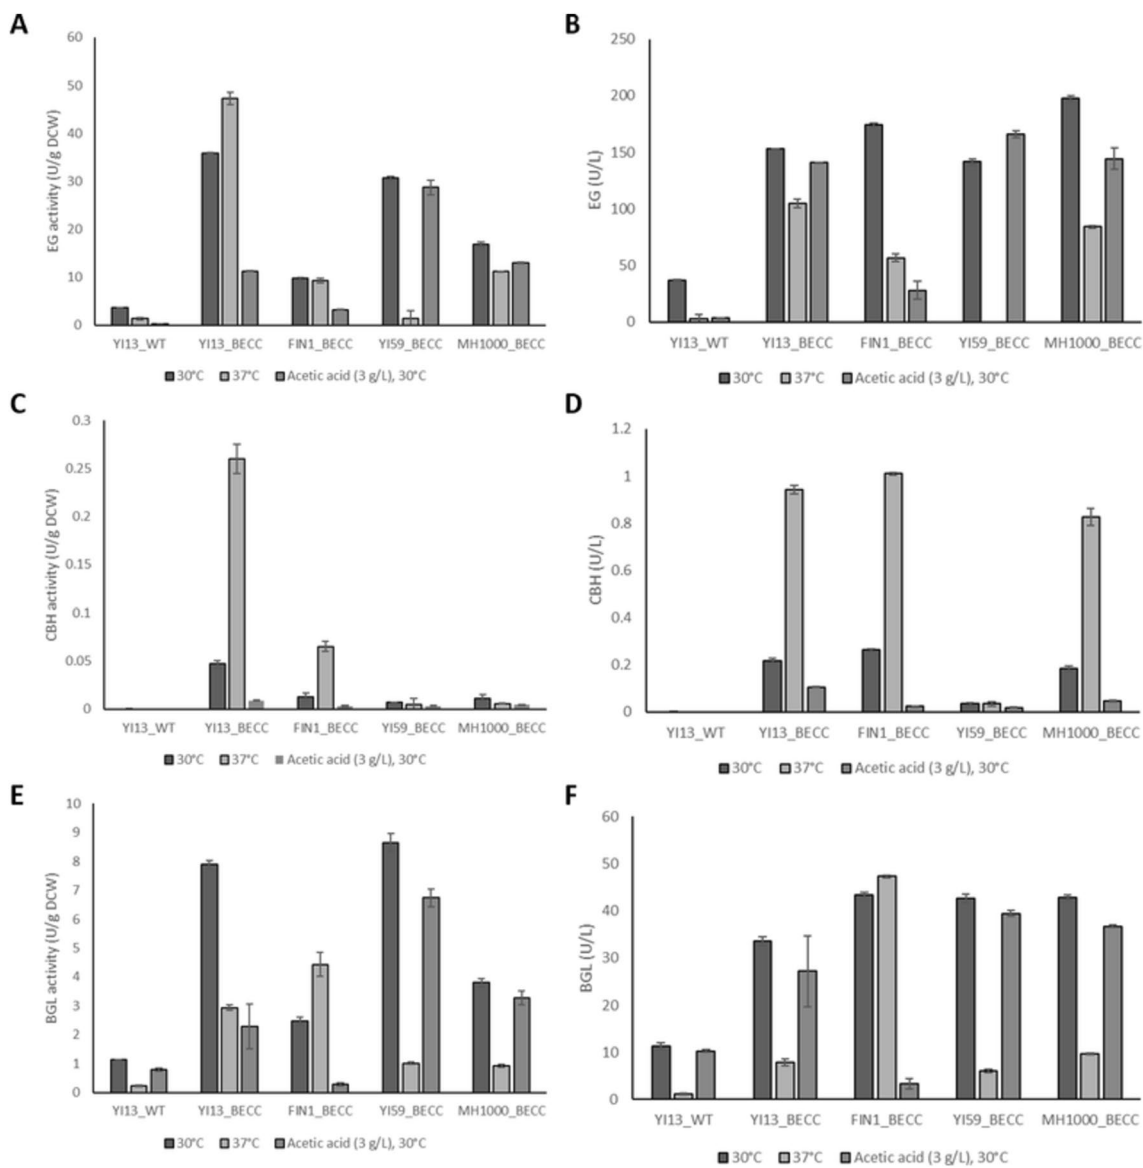 A
EG activity (U/g DCW)
60
50
40
30
20
10
0
YI13_WT YI13_BECC FIN1_BECC YI59_BECC MH1000_BECC
30°C 37°C Acetic acid (3 g/L), 30°C
B
EG (U/L)
250
200
150
100
50
0
YI13_WT YI13_BECC FIN1_BECC YI59_BECC MH1000_BECC
30°C 37°C Acetic acid (3 g/L), 30°C
C
CBH activity (U/g DCW)
0.3
0.25
0.2
0.15
0.1
0.05
0
YI13_WT YI13_BECC FIN1_BECC YI59_BECC MH1000_BECC
30°C 37°C Acetic acid (3 g/L), 30°C
D
CBH (U/L)
1.2
1
0.8
0.6
0.4
0.2
0
YI13_WT YI13_BECC FIN1_BECC YI59_BECC MH1000_BECC
30°C 37°C Acetic acid (3 g/L), 30°C
E
BGL activity (U/g DCW)
10
9
8
7
6
5
4
3
2
1
0
YI13_WT YI13_BECC FIN1_BECC YI59_BECC MH1000_BECC
30°C 37°C Acetic acid (3 g/L), 30°C
F
BGL (U/L)
60
50
40
30
20
10
0
YI13_WT YI13_BECC FIN1_BECC YI59_BECC MH1000_BECC
30°C 37°C Acetic acid (3 g/L), 30°C